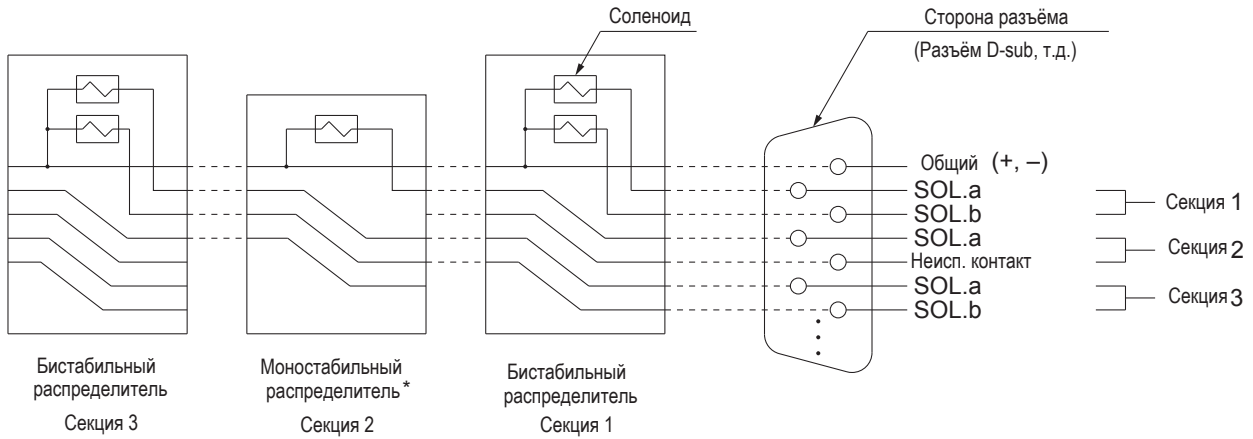 Соленоид
Сторона разъёма
(Разъём D-sub, т.д.)
Общий (+, –)
SOL.a
SOL.b
Секция 1
SOL.a
Неисп. контакт
Секция 2
SOL.a
SOL.b
Секция 3
Бистабильный
распределитель
Секция 3
Моностабильный
распределитель*
Секция 2
Бистабильный
распределитель
Секция 1